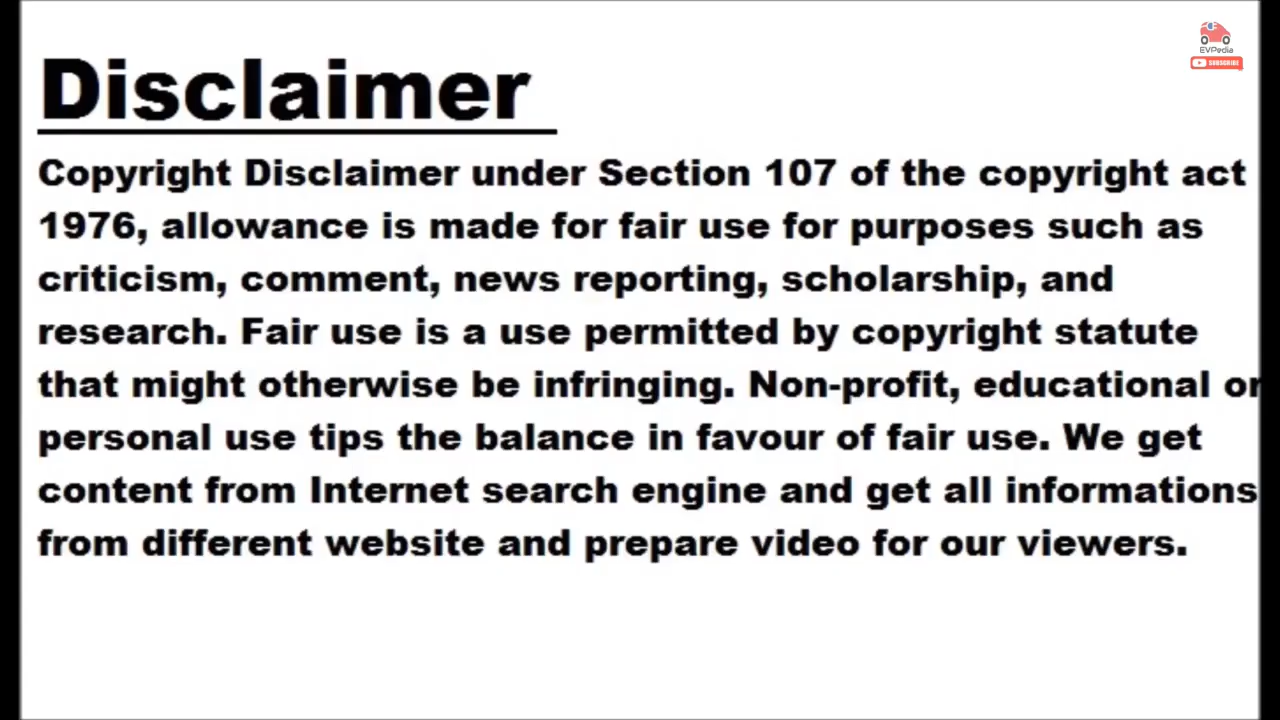 EVPedia
SUBSCRIBE
Disclaimer
Copyright Disclaimer under Section 107 of the copyright act
1976, allowance is made for fair use for purposes such as
criticism, comment, news reporting, scholarship, and
research. Fair use is a use permitted by copyright statute
that might otherwise be infringing. Non-profit, educational or
personal use tips the balance in favour of fair use. We get
content from Internet search engine and get all informations
from different website and prepare video for our viewers.